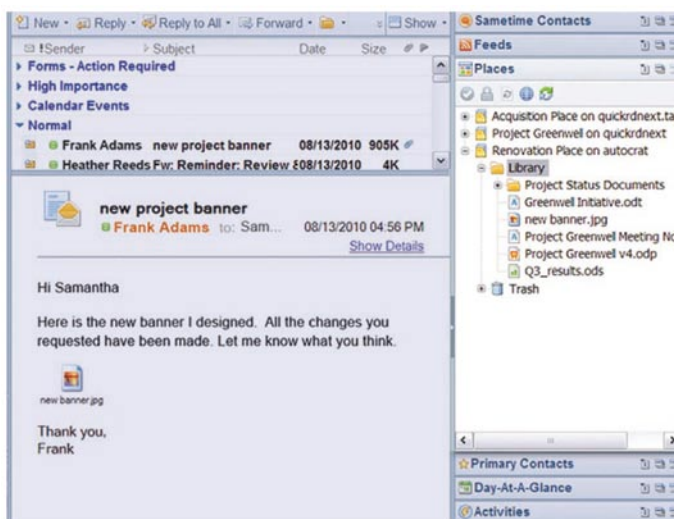 New Reply Reply to All Forward Show
!Sender Subject Date Size
Forms - Action Required
High Importance
Calendar Events
Normal
Frank Adams new project banner 08/13/2010 905K
Heather Reeds Fw: Reminder: Review 08/13/2010 4K
new project banner
Frank Adams to: Sam... 08/13/2010 04:56 PM
Show Details
Hi Samantha
Here is the new banner I designed. All the changes you
requested have been made. Let me know what you think.
new banner.jpg
Thank you,
Frank
Sametime Contacts
Feeds
Places
Acquistion Place on quickrdnext.ta
Project Greenwell on quickrdnext
Renovation Place on autocrat
Library
Project Status Documents
Greenwell Initiative.odt
new banner.jpg
Project Greenwell Meeting No
Project Greenwell v4.odp
Q3_results.ods
Trash
Primary Contacts
Day-At-A-Glance
Activities